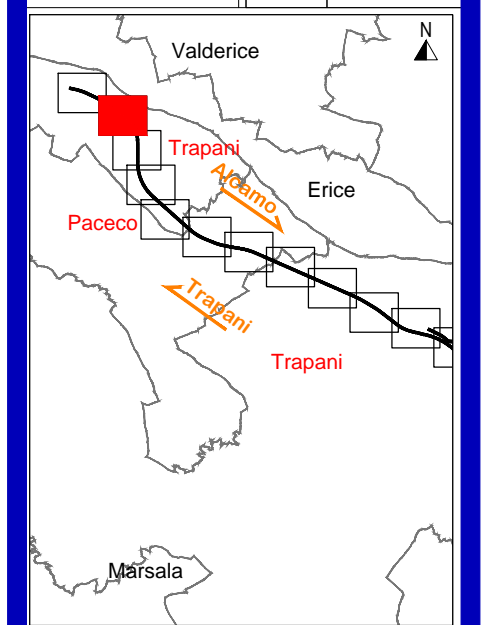 N
Valderice
Trapani
Alcamo
Erice
Paceco
Trapani
Trapani
Marsala